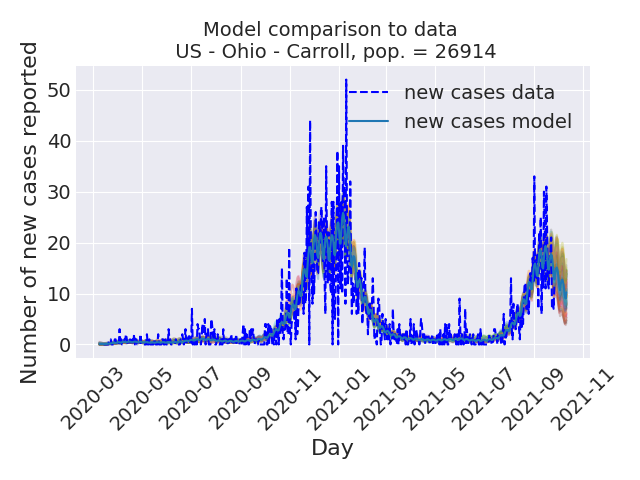 Model comparison to data
US - Ohio - Carroll, pop. = 26914
Number of new cases reported
50
40
30
20
10
0
new cases data
new cases model
2020-03
2020-05
2020-07
2020-09
2020-11
2021-01
2021-03
2021-05
2021-07
2021-09
2021-11
Day